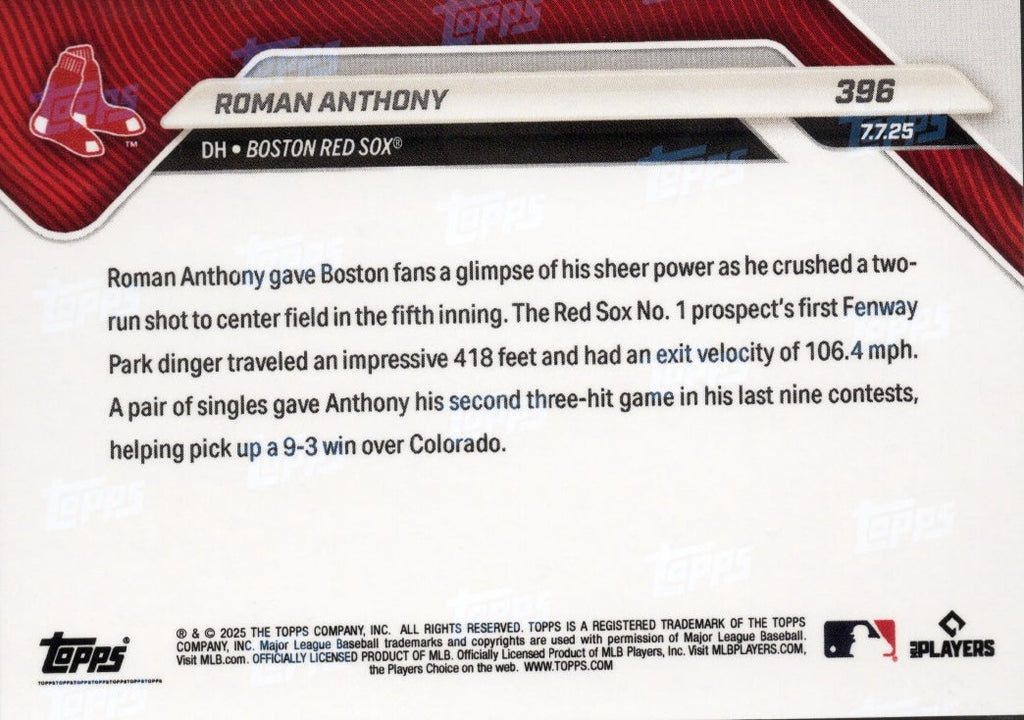 ROMAN ANTHONY
396
DH • BOSTON RED SOX®
7.7.25
TM
Roman Anthony gave Boston fans a glimpse of his sheer power as he crushed a two-
run shot to center field in the fifth inning. The Red Sox No. 1 prospect's first Fenway
Park dinger traveled an impressive 418 feet and had an exit velocity of 106.4 mph.
A pair of singles gave Anthony his second three-hit game in his last nine contests,
helping pick up a 9-3 win over Colorado.
topps®
® & © 2025 THE TOPPS COMPANY, INC. ALL RIGHTS RESERVED. TOPPS IS A REGISTERED TRADEMARK OF THE TOPPS
COMPANY, INC. Major League Baseball trademarks and copyrights are used with permission of Major League Baseball.
Visit MLB.com. OFFICIALLY LICENSED PRODUCT OF MLB. Officially Licensed Product of MLB Players, Inc. Visit MLBPLAYERS.COM,
the Players Choice on the web. WWW.TOPPS.COM
MLB PLAYERS